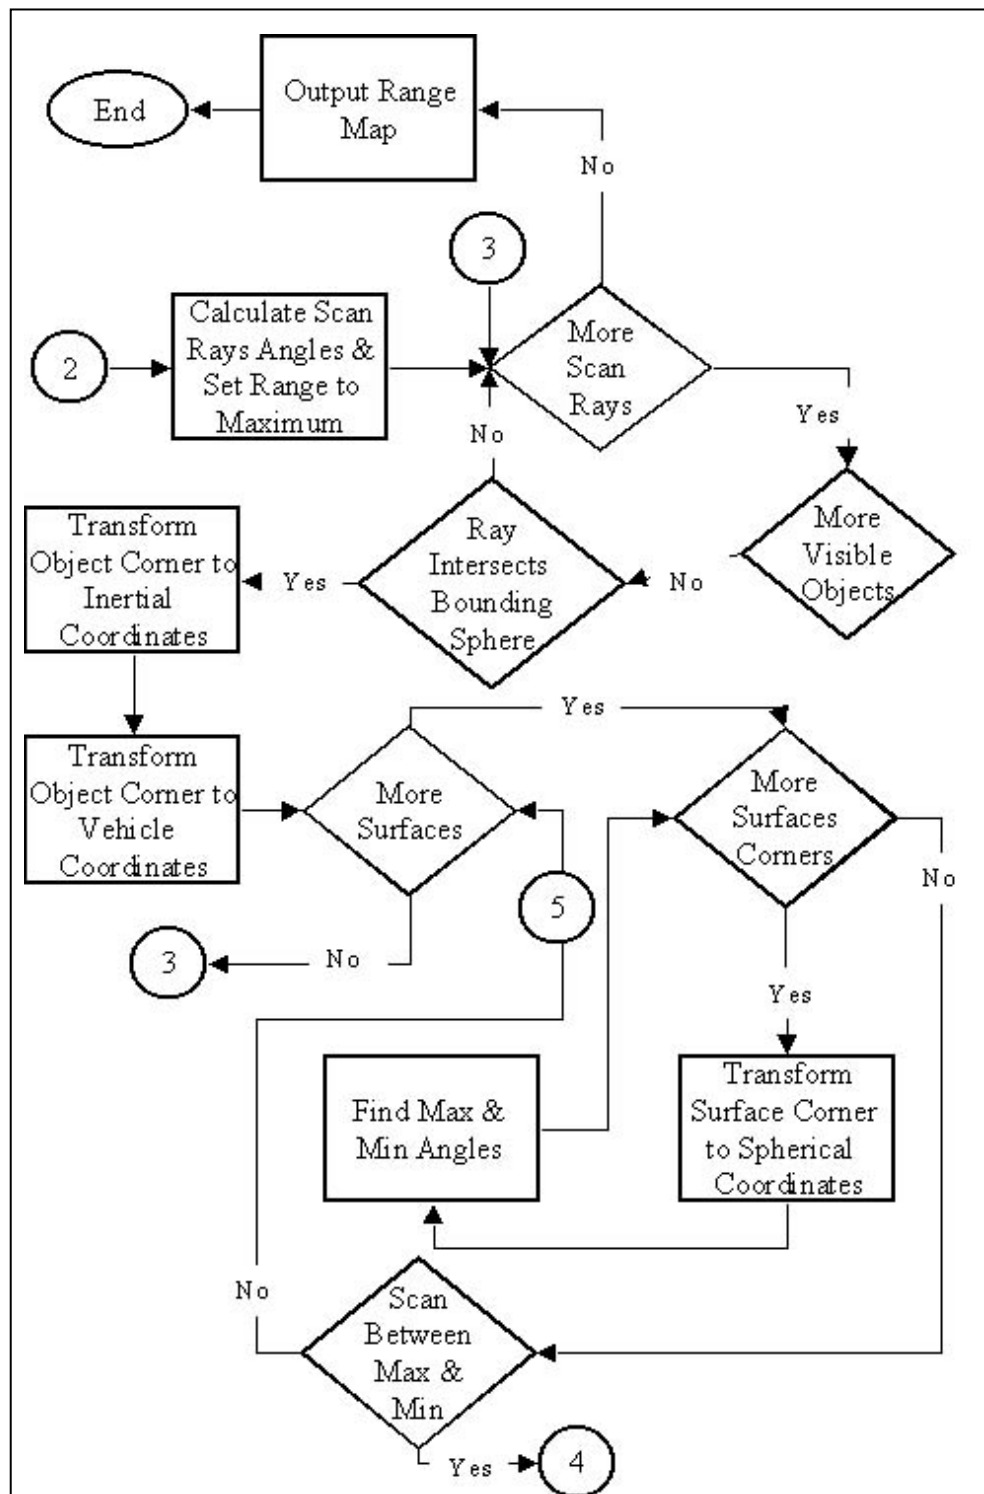 End
Output Range
Map
No
3
2
Calculate Scan
Rays Angles &
Set Range to
Maximum
More
Scan
Rays
Yes
No
Transform
Object Corner to
Inertial
Coordinates
Yes
Ray
Intersects
Bounding
Sphere
No
More
Visible
Objects
Yes
Transform
Object Corner to
Vehicle
Coordinates
More
Surfaces
More
Surfaces
Corners
No
5
3
No
Yes
Find Max &
Min Angles
Transform
Surface Corner
to Spherical
Coordinates
No
Scan
Between
Max &
Min
Yes
4